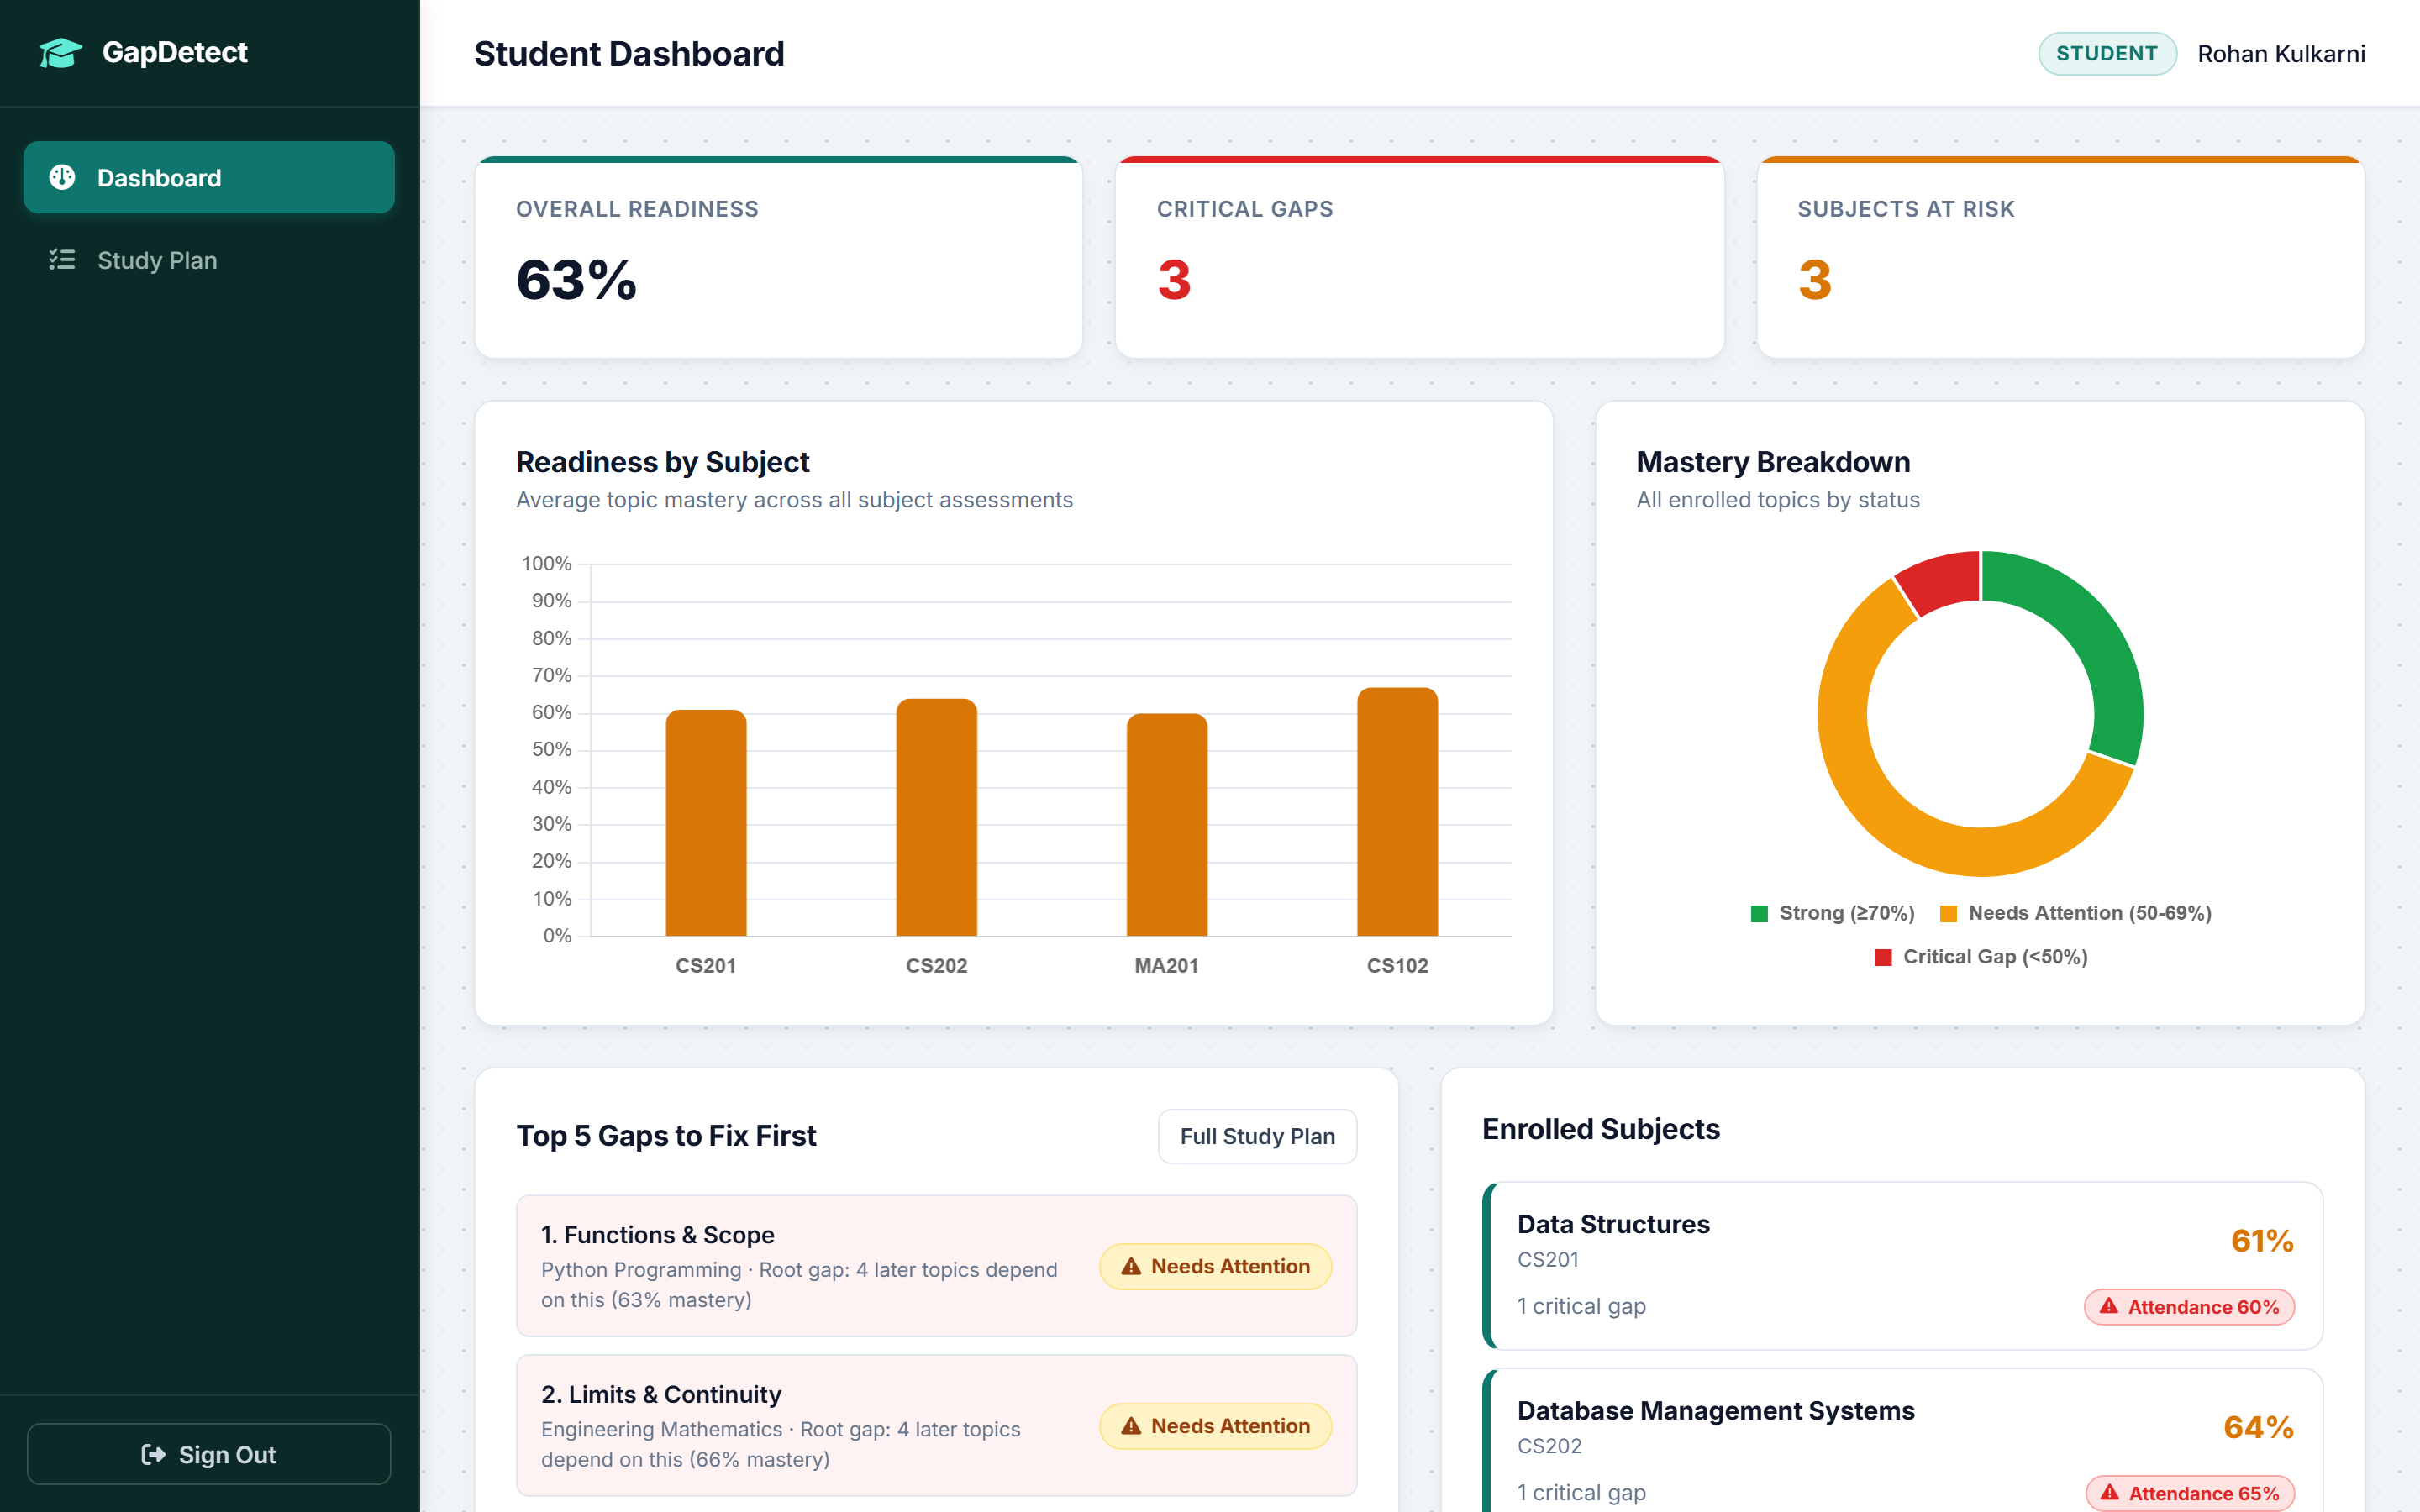 GapDetect
Dashboard
Study Plan
Sign Out
Student Dashboard
STUDENT
Rohan Kulkarni
OVERALL READINESS
63%
CRITICAL GAPS
3
SUBJECTS AT RISK
3
Readiness by Subject
Average topic mastery across all subject assessments
100%
90%
80%
70%
60%
50%
40%
30%
20%
10%
0%
CS201
CS202
MA201
CS102
Mastery Breakdown
All enrolled topics by status
Strong (≥70%)
Needs Attention (50-69%)
Critical Gap (<50%)
Top 5 Gaps to Fix First
Full Study Plan
1. Functions & Scope
Python Programming · Root gap: 4 later topics depend
on this (63% mastery)
Needs Attention
2. Limits & Continuity
Engineering Mathematics · Root gap: 4 later topics
depend on this (66% mastery)
Needs Attention
Enrolled Subjects
Data Structures
CS201
61%
1 critical gap
Attendance 60%
Database Management Systems
CS202
64%
1 critical gap
Attendance 65%